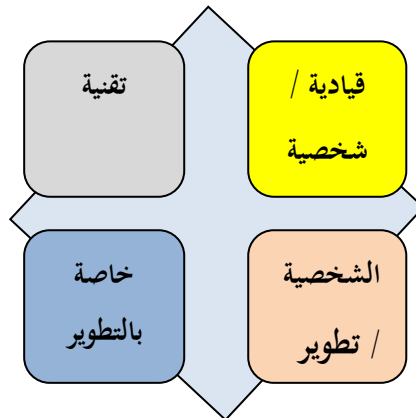 قيادية /
شخصية
تقنية
الشخصية
/ تطوير
خاصة
بالتطوير